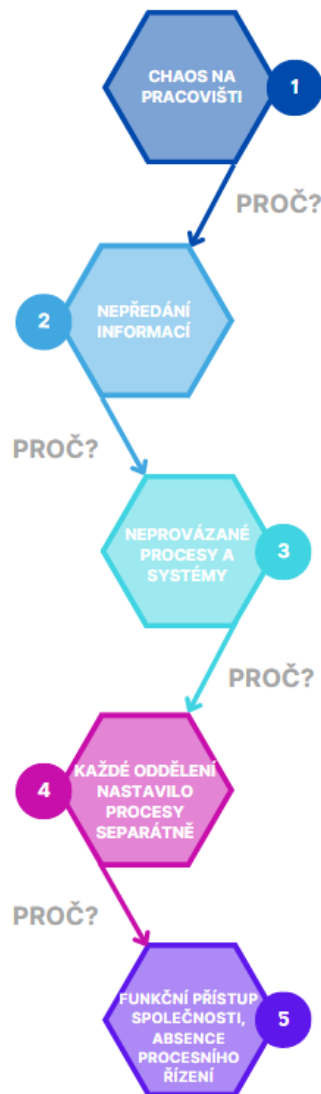 CHAOS NA
PRACOVIŠTI
1
PROČ?
NEPŘEDÁNÍ
INFORMACÍ
2
PROČ?
NEPROVÁZANÉ
PROCESY A
SYSTÉMY
3
PROČ?
KAŽDÉ ODDĚLENÍ
NASTAVILO
PROCESY
SEPARÁTNĚ
4
PROČ?
FUNKČNÍ PŘÍSTUP
SPOLEČNOSTI,
ABSENCE
PROCESNÍHO
ŘÍZENÍ
5